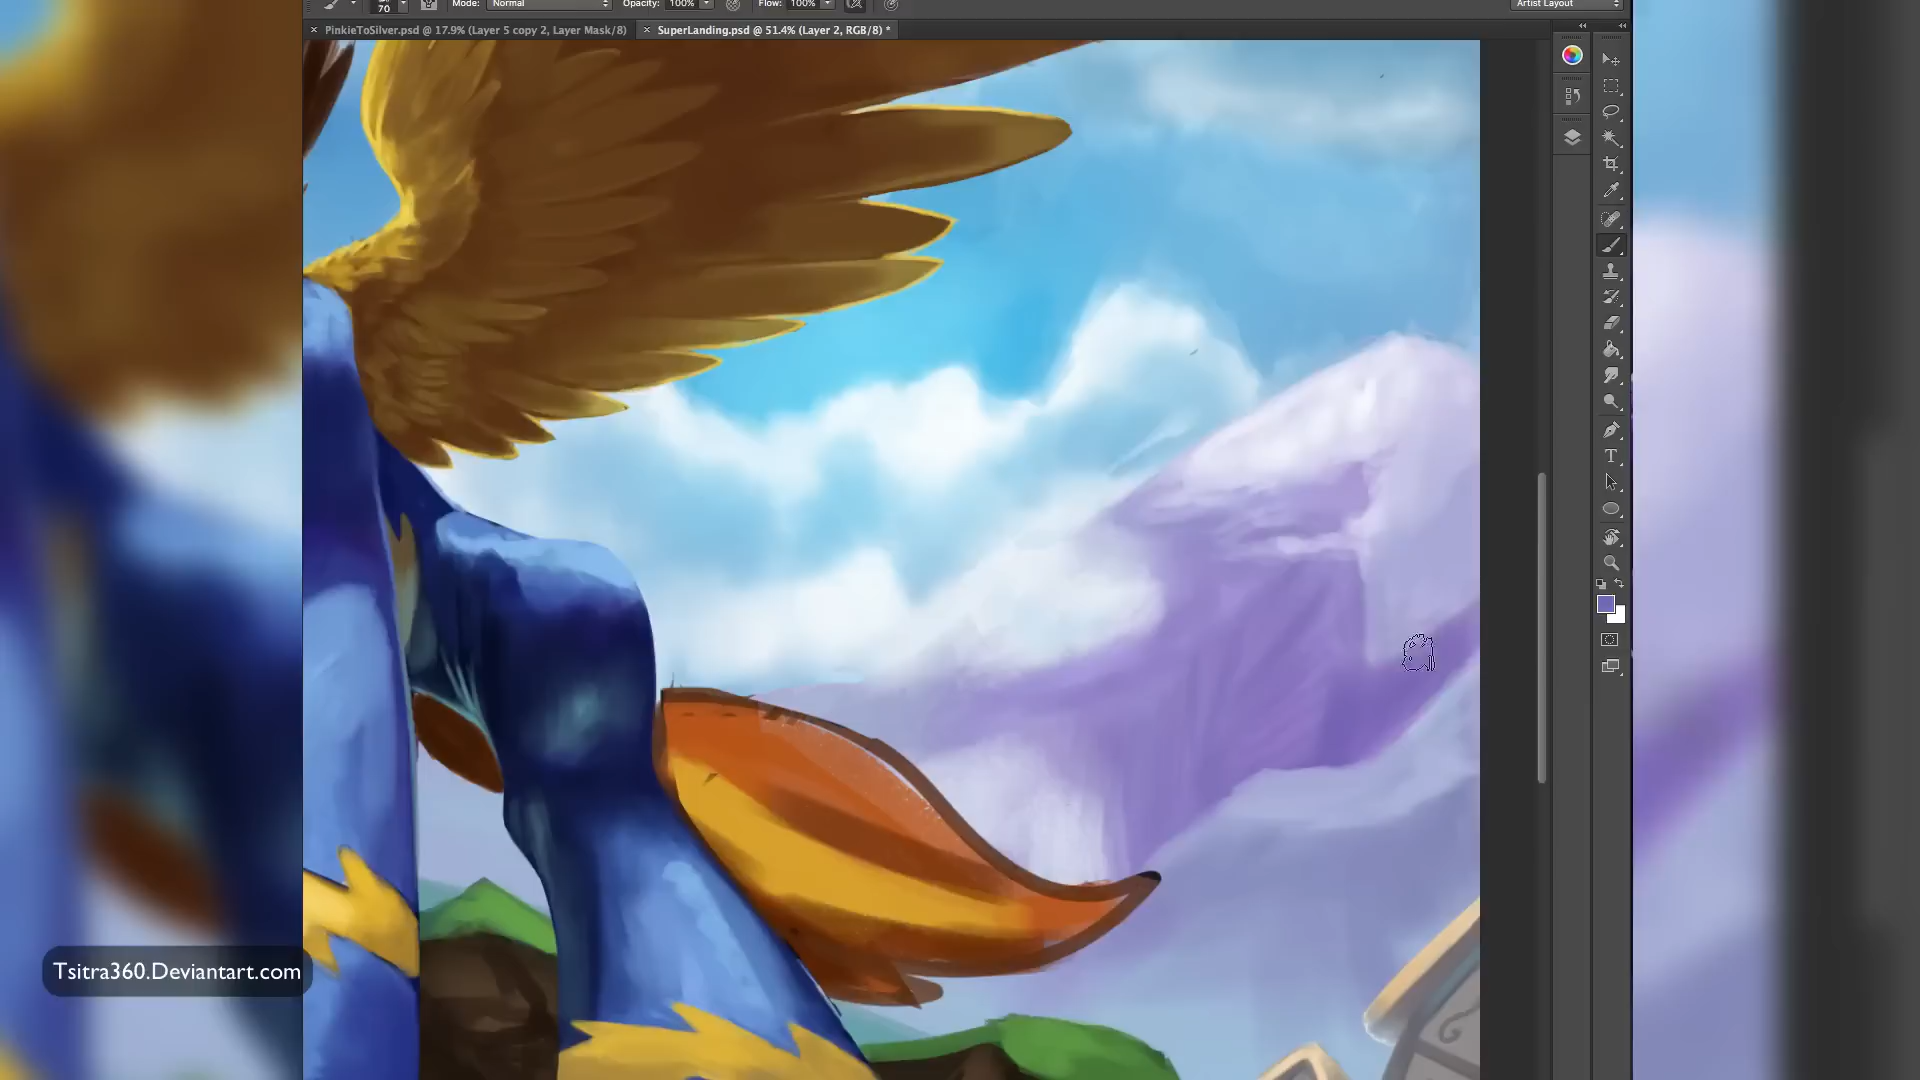 70 Mode: Normal Opacity: 100% Flow: 100% Artist Layout
PinkieToSilver.psd @ 17.9% (Layer 5 copy 2, Layer Mask/8) SuperLanding.psd @ 51.4% (Layer 2, RGB/8) *
Tsitra360.Deviantart.com